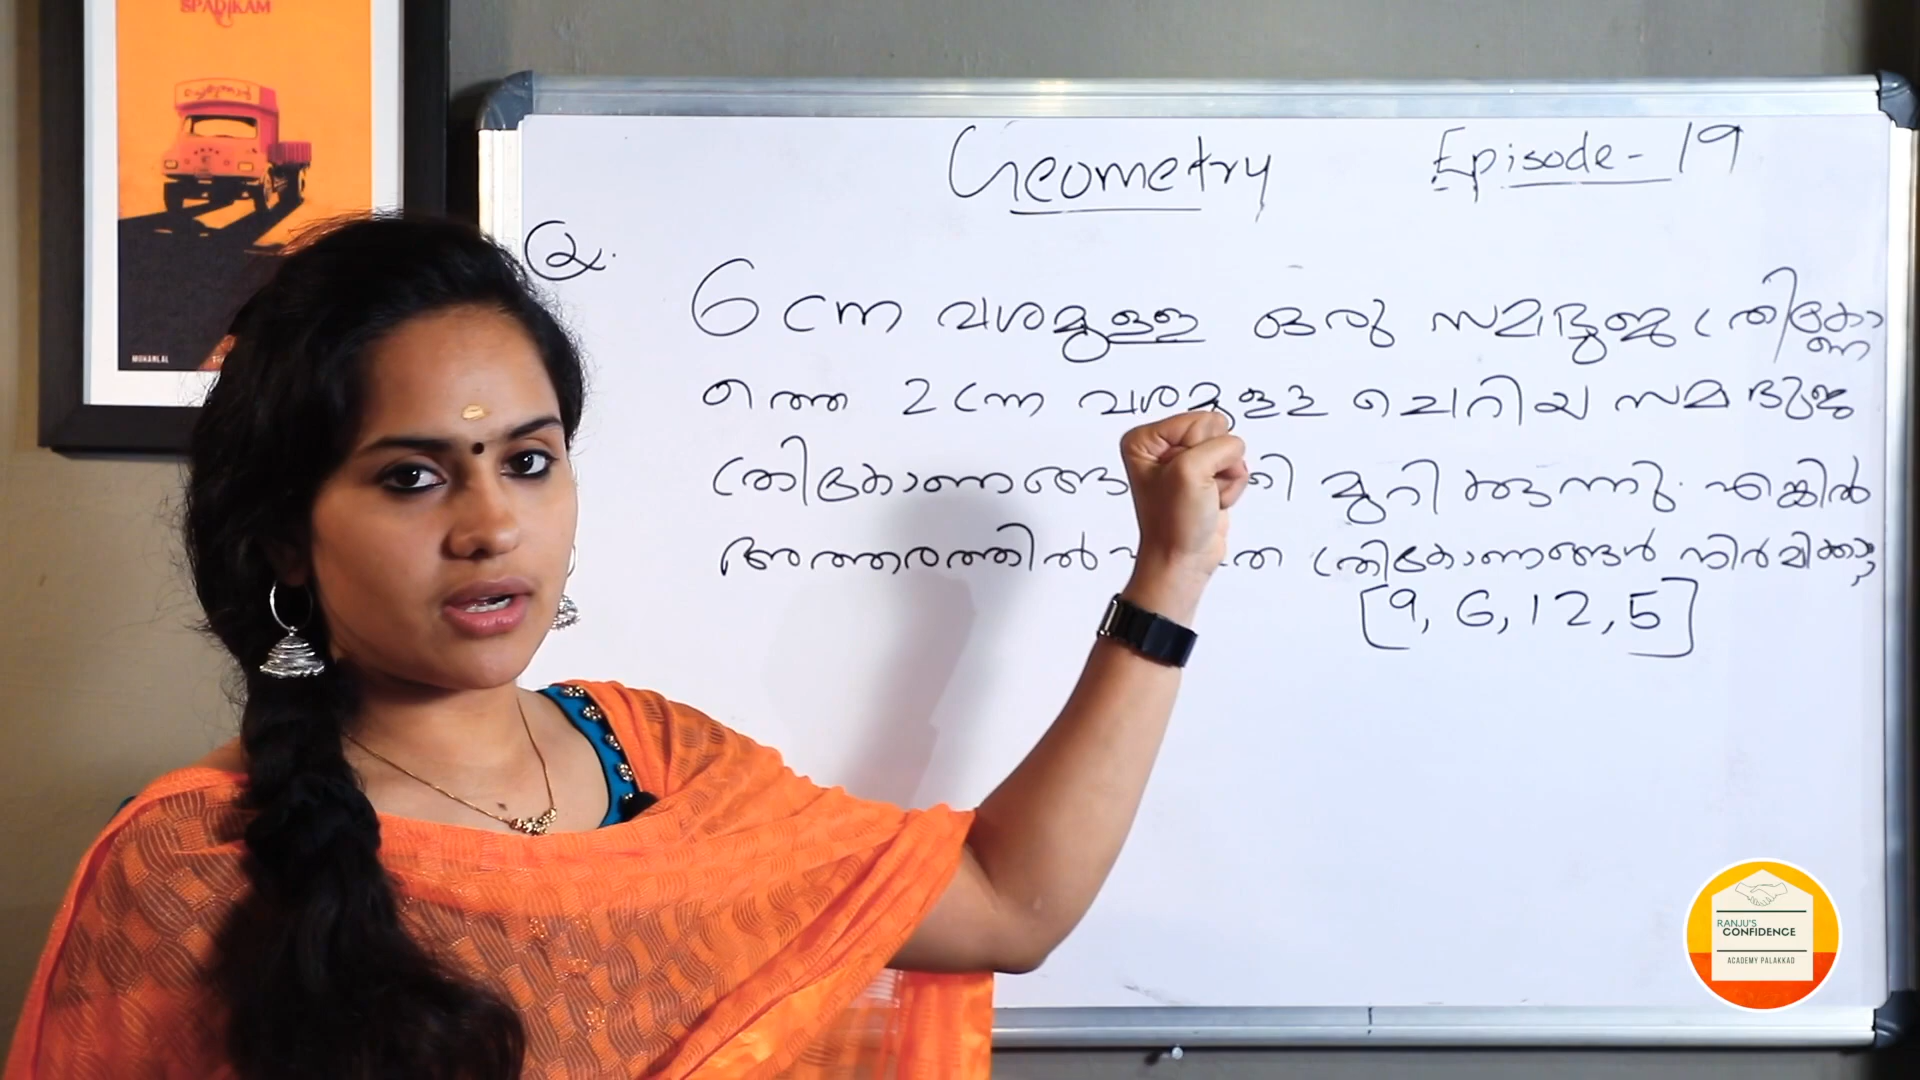 SPADIKAM
MOHANLAL
Geometry
Episode - 19
Q.
6 cm വശമുള്ള ഒരു സമഭുജ ത്രികോണ
ത്തെ 2 cm വശമുള്ള ചെറിയ സമഭുജ
ത്രികോണങ്ങ മുറിക്കുന്നു. എങ്കിൽ
അത്തരത്തിൽ ത്രികോണങ്ങൾ നിർമിക്കാം
[9, 6, 12, 5]
RANJU'S
CONFIDENCE
ACADEMY PALAKKAD